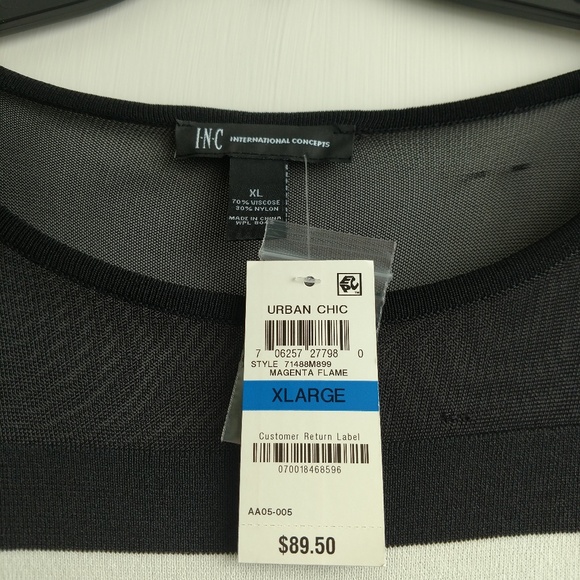 I·N·C INTERNATIONAL CONCEPTS
XL
70% VISCOSE
30% NYLON
MADE IN CHINA
URBAN CHIC
7 06257 27798 0
STYLE 71488M899
MAGENTA FLAME
XLARGE
Customer Return Label
070018468596
AA05-005
$89.50